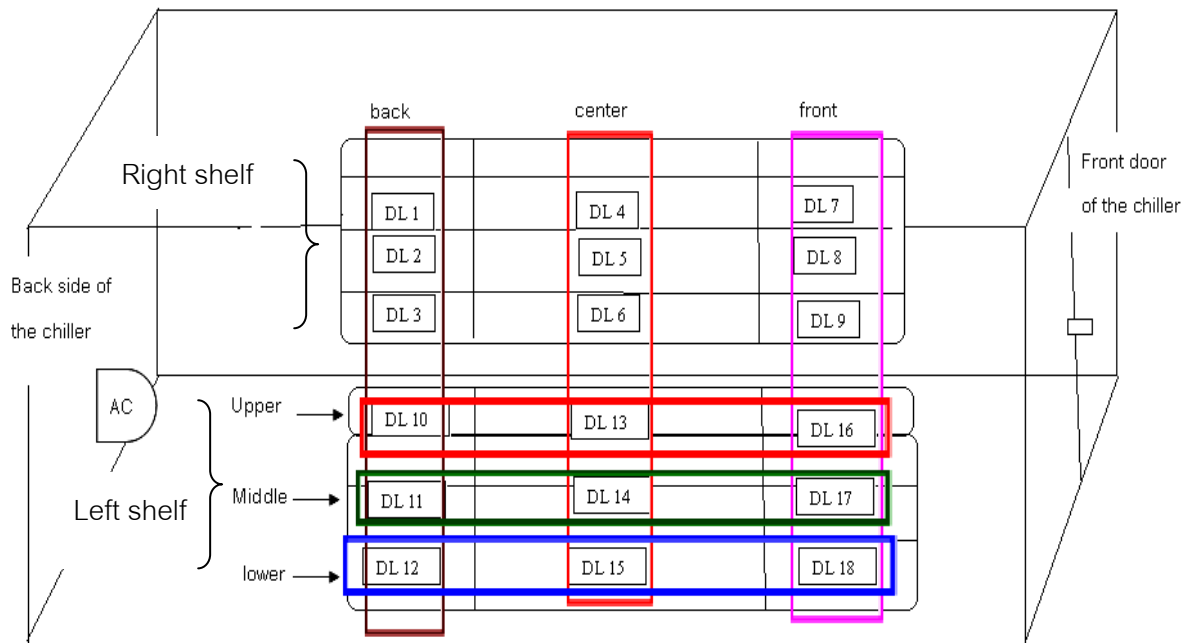 back
center
front
Right shelf
Front door
of the chiller
DL 1
DL 4
DL 7
DL 2
DL 5
DL 8
Back side of
the chiller
DL 3
DL 6
DL 9
AC
Upper
DL 10
DL 13
DL 16
Middle
DL 11
DL 14
DL 17
Left shelf
lower
DL 12
DL 15
DL 18